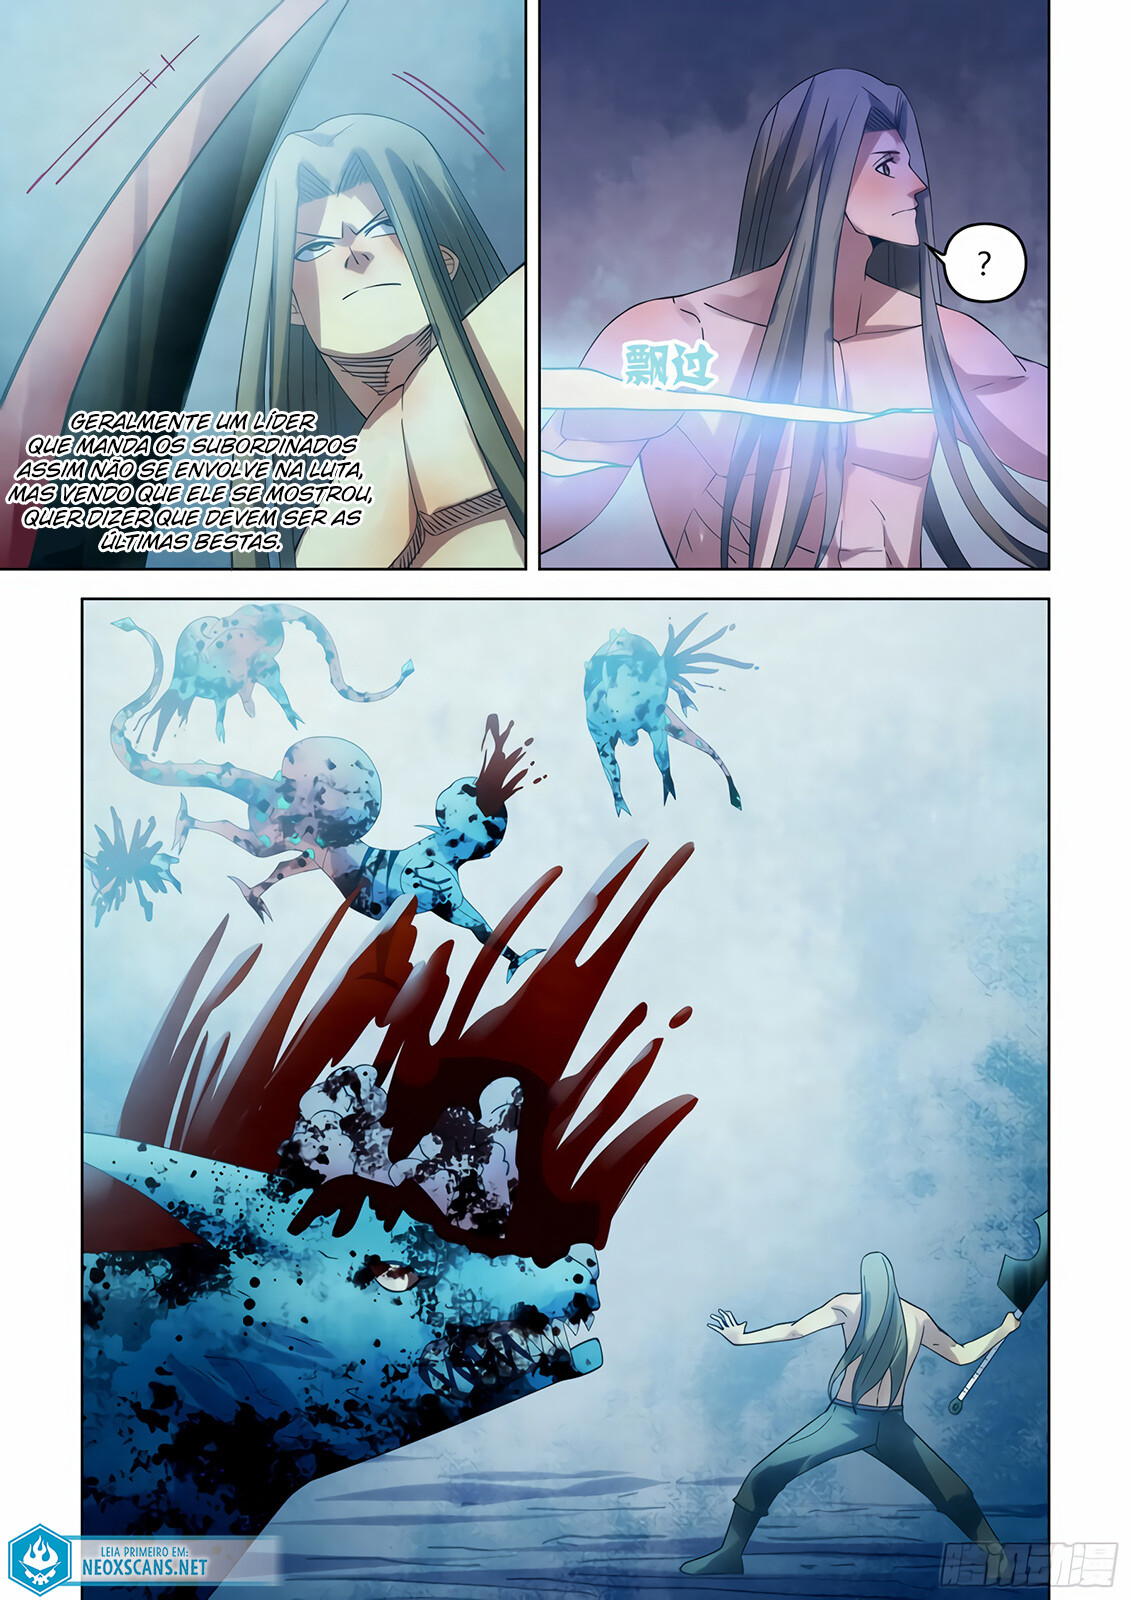 GERALMENTE UM LÍDER
QUE MANDA OS SUBORDINADOS
ASSIM NÃO SE ENVOLVE NA LUTA,
MAS VENDO QUE ELE SE MOSTROU,
QUER DIZER QUE DEVEM SER AS
ÚLTIMAS BESTAS.
?
飘过
LEIA PRIMEIRO EM:
NEOXSCANS.NET